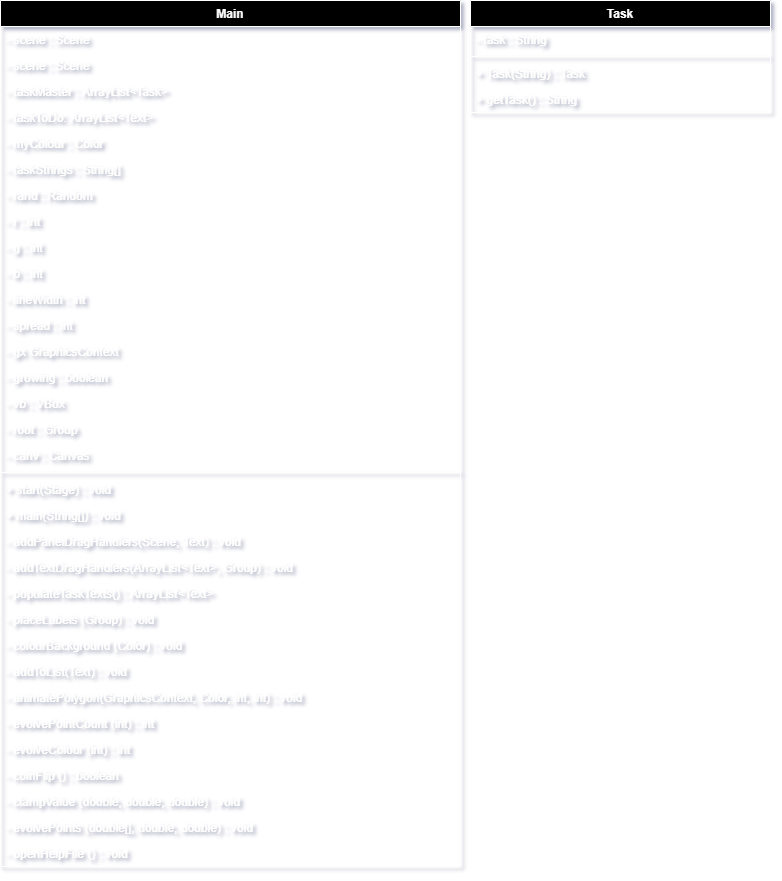 Main
- scene : Scene
- scene : Scene
- taskMaster : ArrayList<Task>
- taskToDo: ArrayList<Text>
- myColour : Color
- taskStrings : String[]
- rand : Random
- r : int
- g : int
- b : int
- lineWidth : int
- spread : int
- gx: GraphicsContext
- growing : boolean
- vb : VBox
- root : Group
- canv : Canvas
+ start(Stage) : void
+ main(String[]) : void
- addPanelDragHandlers(Scene, Text) : void
- addTextDragHandlers(ArrayList<Text>, Group) : void
- populateTaskTexts() : ArrayList<Text>
- placeLabels (Group) : void
- colourBackground (Color) : void
- addToList(Text) : void
- animatePolygon(GraphicsContext, Color, int, int) : void
- evolvePointCount (int) : int
- evolveColour (int) : int
- coinFlip () : boolean
- clampValue (double, double, double) : void
- evolvePoints (double[], double, double) : void
- openHelpFile () : void
Task
- task : String
+ Task(String) : Task
+ getTask() : String